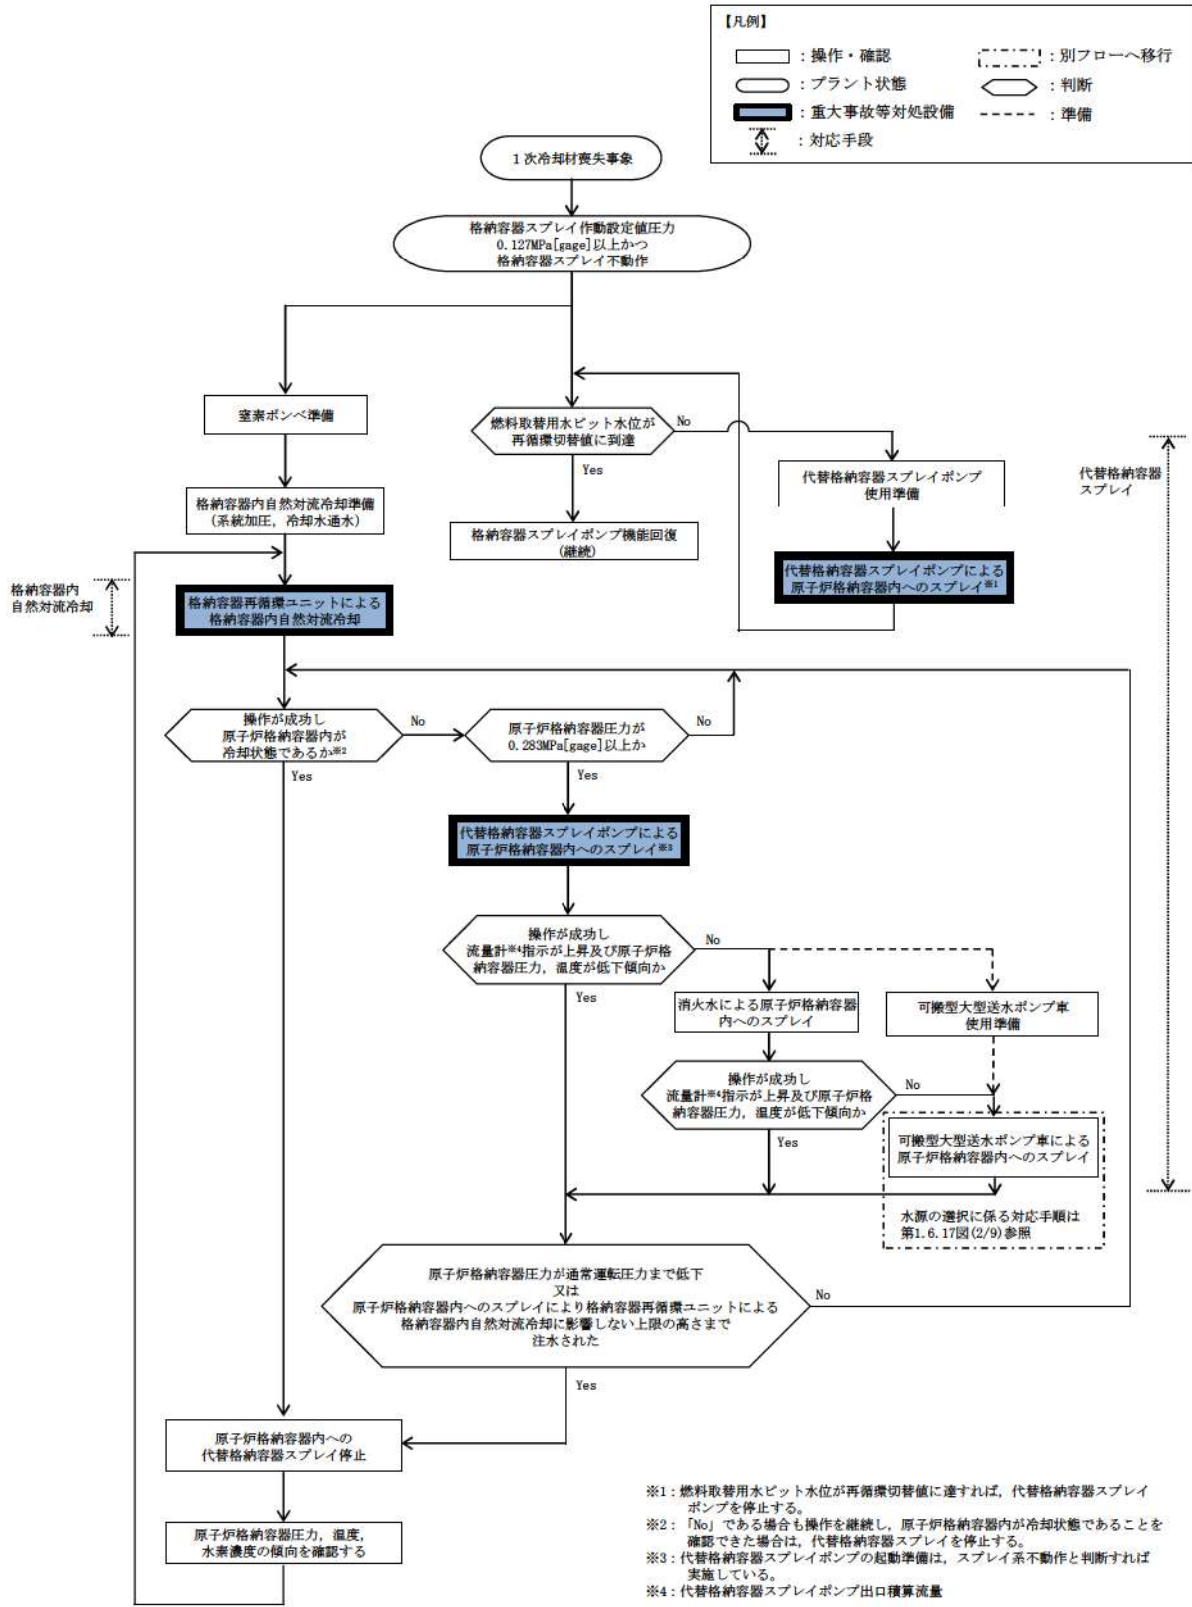 【凡例】
：操作・確認
：別フローへ移行
：プラント状態
：判断
：重大事故等対処設備
：準備
：対応手段
1次冷却材喪失事象
格納容器スプレイ作動設定値圧力
0.127MPa[gage]以上かつ
格納容器スプレイ不動作
窒素ボンベ準備
燃料取替用水ピット水位が
再循環切替値に到達
No
Yes
代替格納容器スプレイポンプ
使用準備
代替格納容器
スプレイ
格納容器内自然対流冷却準備
（系統加圧，冷却水通水）
格納容器スプレイポンプ機能回復
（継続）
代替格納容器スプレイポンプによる
原子炉格納容器内へのスプレイ※1
格納容器内
自然対流冷却
格納容器再循環ユニットによる
格納容器内自然対流冷却
操作が成功し
原子炉格納容器内が
冷却状態であるか※2
No
Yes
原子炉格納容器圧力が
0.283MPa[gage]以上か
No
Yes
代替格納容器スプレイポンプによる
原子炉格納容器内へのスプレイ※3
操作が成功し
流量計※4指示が上昇及び原子炉格
納容器圧力，温度が低下傾向か
No
Yes
消火水による原子炉格納容器
内へのスプレイ
可搬型大型送水ポンプ車
使用準備
操作が成功し
流量計※4指示が上昇及び原子炉格
納容器圧力，温度が低下傾向か
No
Yes
可搬型大型送水ポンプ車による
原子炉格納容器内へのスプレイ
水源の選択に係る対応手順は
第1.6.17図(2/9)参照
原子炉格納容器圧力が通常運転圧力まで低下
又は
原子炉格納容器内へのスプレイにより格納容器再循環ユニットによる
格納容器内自然対流冷却に影響しない上限の高さまで
注水された
No
Yes
原子炉格納容器内への
代替格納容器スプレイ停止
原子炉格納容器圧力，温度，
水素濃度の傾向を確認する
※1：燃料取替用水ピット水位が再循環切替値に達すれば，代替格納容器スプレイ
ポンプを停止する。
※2：「No」である場合も操作を継続し，原子炉格納容器内が冷却状態であることを
確認できた場合は，代替格納容器スプレイを停止する。
※3：代替格納容器スプレイポンプの起動準備は，スプレイ系不動作と判断すれば
実施している。
※4：代替格納容器スプレイポンプ出口積算流量